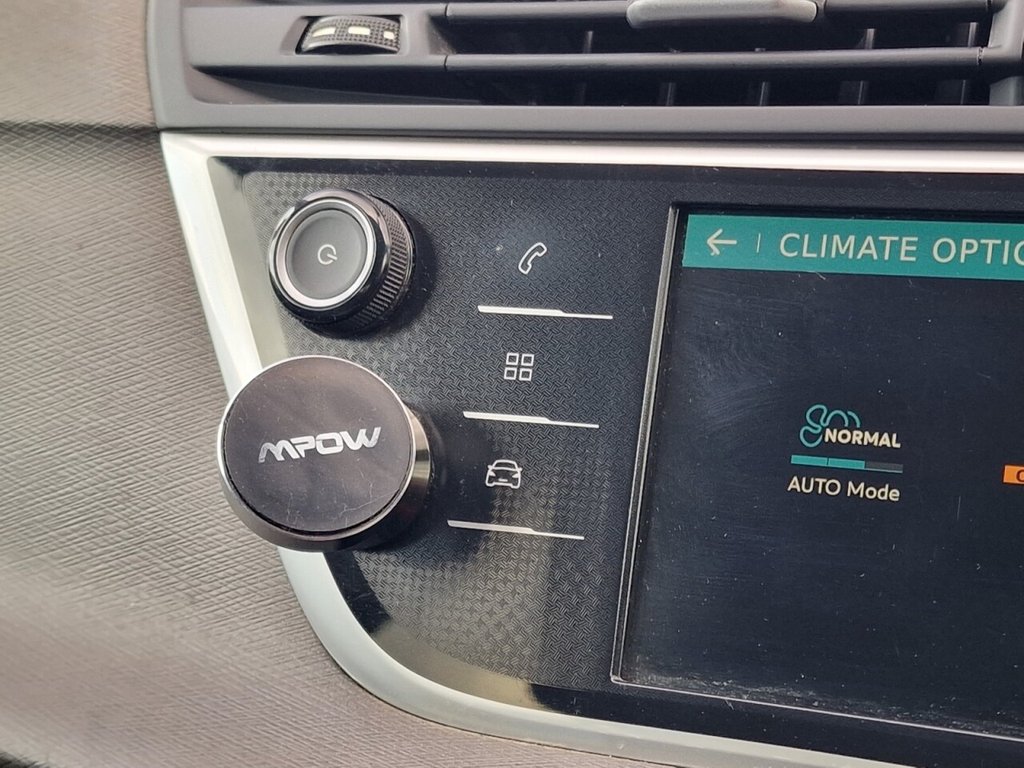 CLIMATE OPTIO
MPOW
NORMAL
AUTO Mode